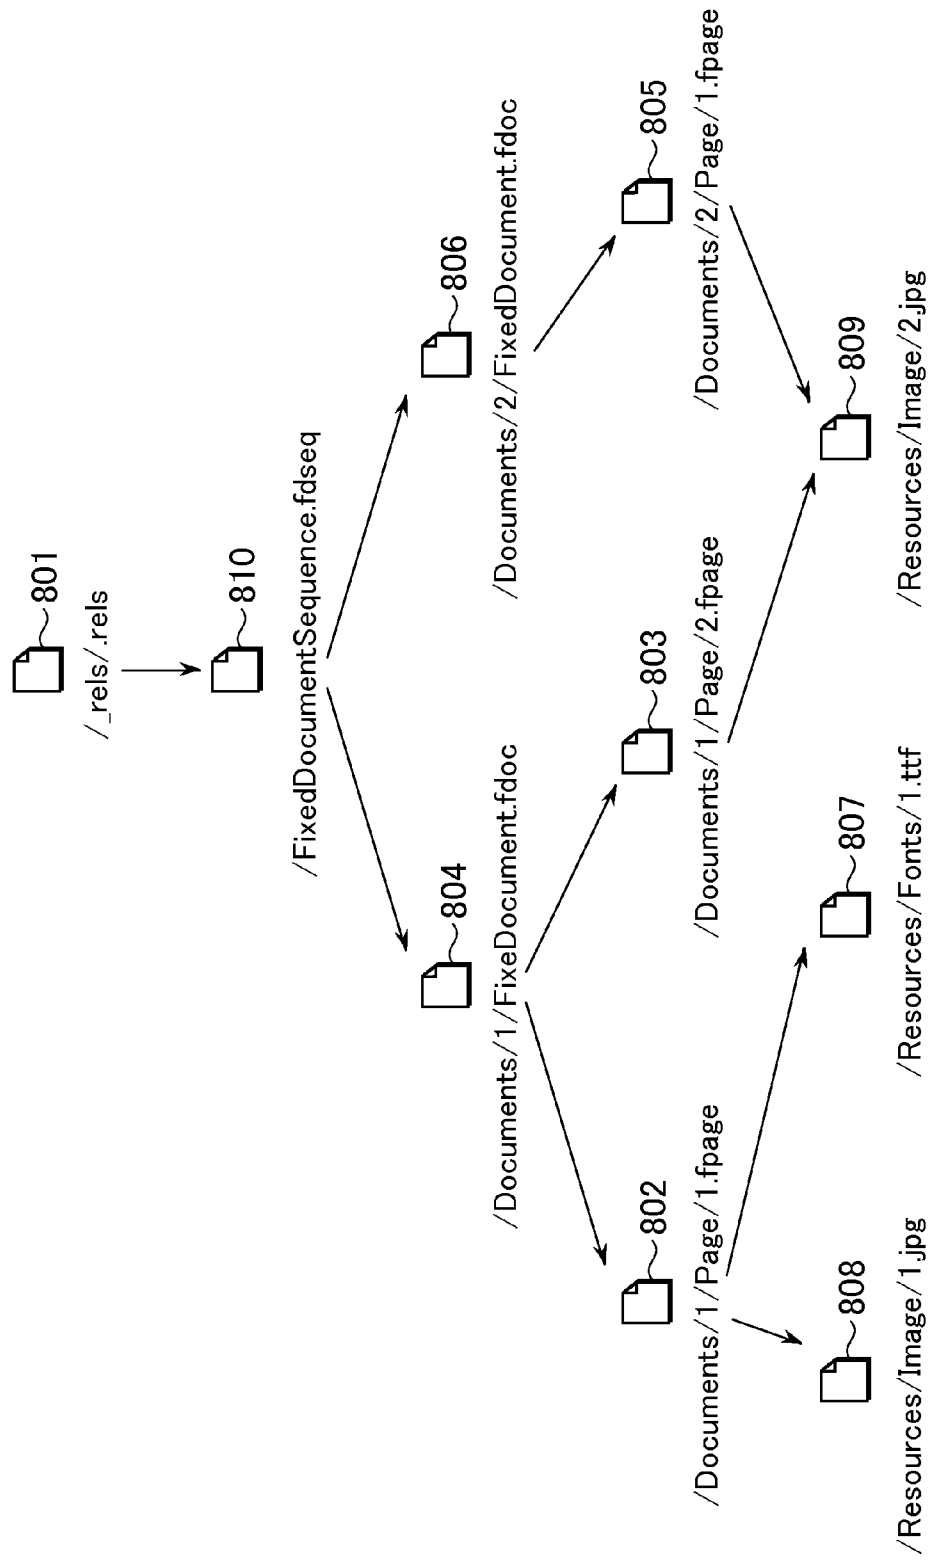 801
/_rels/.rels
810
/FixedDocumentSequence.fdseq
804
/Documents/1/FixeDocument.fdoc
806
/Documents/2/FixedDocument.fdoc
802
/Documents/1/Page/1.fpage
803
/Documents/1/Page/2.fpage
805
/Documents/2/Page/1.fpage
808
/Resources/Image/1.jpg
807
/Resources/Fonts/1.ttf
809
/Resources/Image/2.jpg